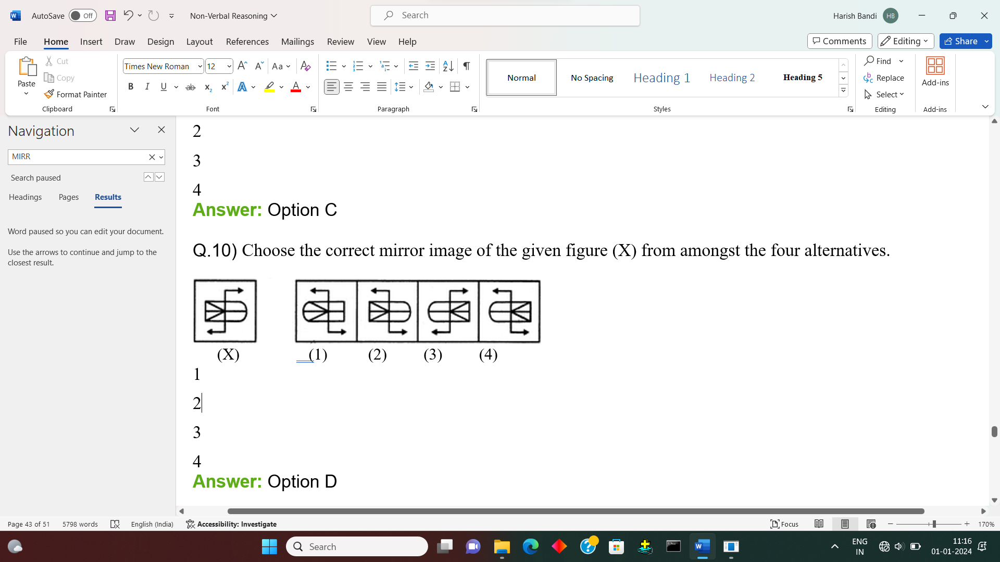 AutoSave Off Non-Verbal Reasoning Search Harish Bandi HB
File Home Insert Draw Design Layout References Mailings Review View Help Comments Editing Share
Paste
Cut
Copy
Format Painter
Clipboard
Times New Roman 12
Font
Paragraph
Normal No Spacing Heading 1 Heading 2 Heading 5
Styles
Find
Replace
Select
Editing
Add-ins
Add-ins
Navigation
MIRR
Search paused
Headings Pages Results
Word paused so you can edit your document.
Use the arrows to continue and jump to the
closest result.
2
3
4
Answer: Option C
Q.10) Choose the correct mirror image of the given figure (X) from amongst the four alternatives.
(X) (1) (2) (3) (4)
1
2
3
4
Answer: Option D
Page 43 of 51 5798 words English (India) Accessibility: Investigate Focus 170%
Search
ENG
IN
11:16
01-01-2024